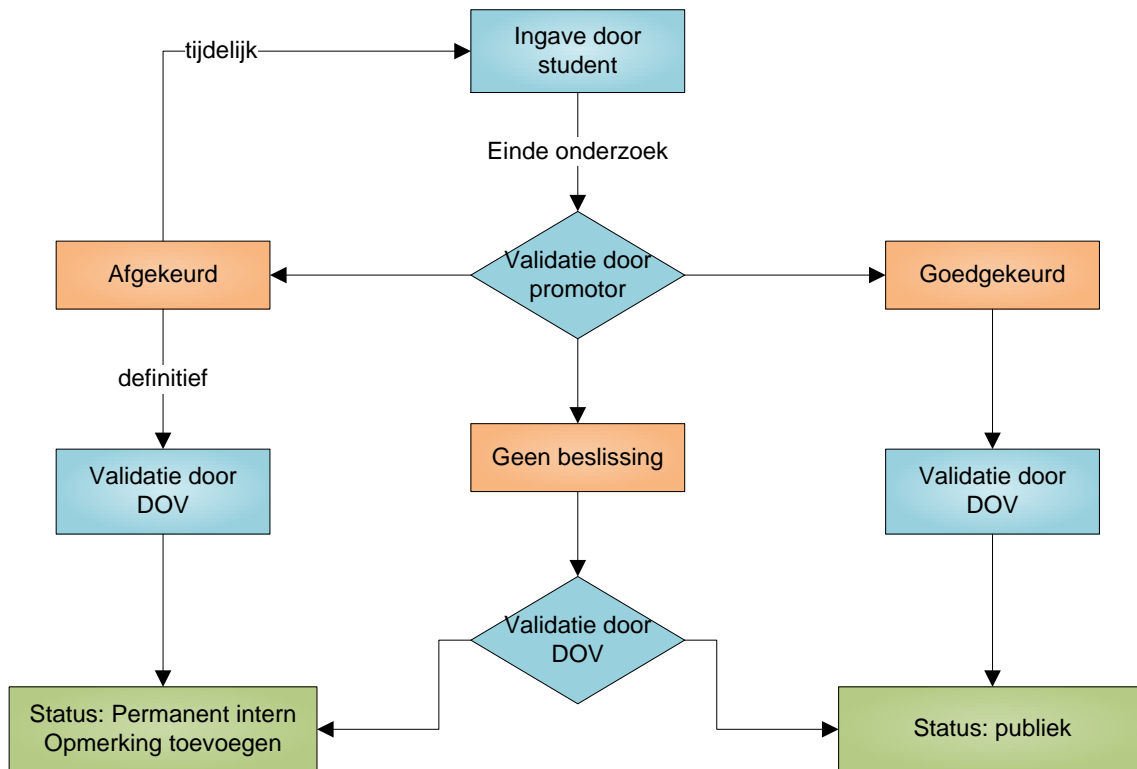 tijdelijk
Ingave door
student
Einde onderzoek
Afgekeurd
Validatie door
promotor
Goedgekeurd
definitief
Geen beslissing
Validatie door
DOV
Validatie door
DOV
Validatie door
DOV
Status: Permanent intern
Opmerking toevoegen
Status: publiek